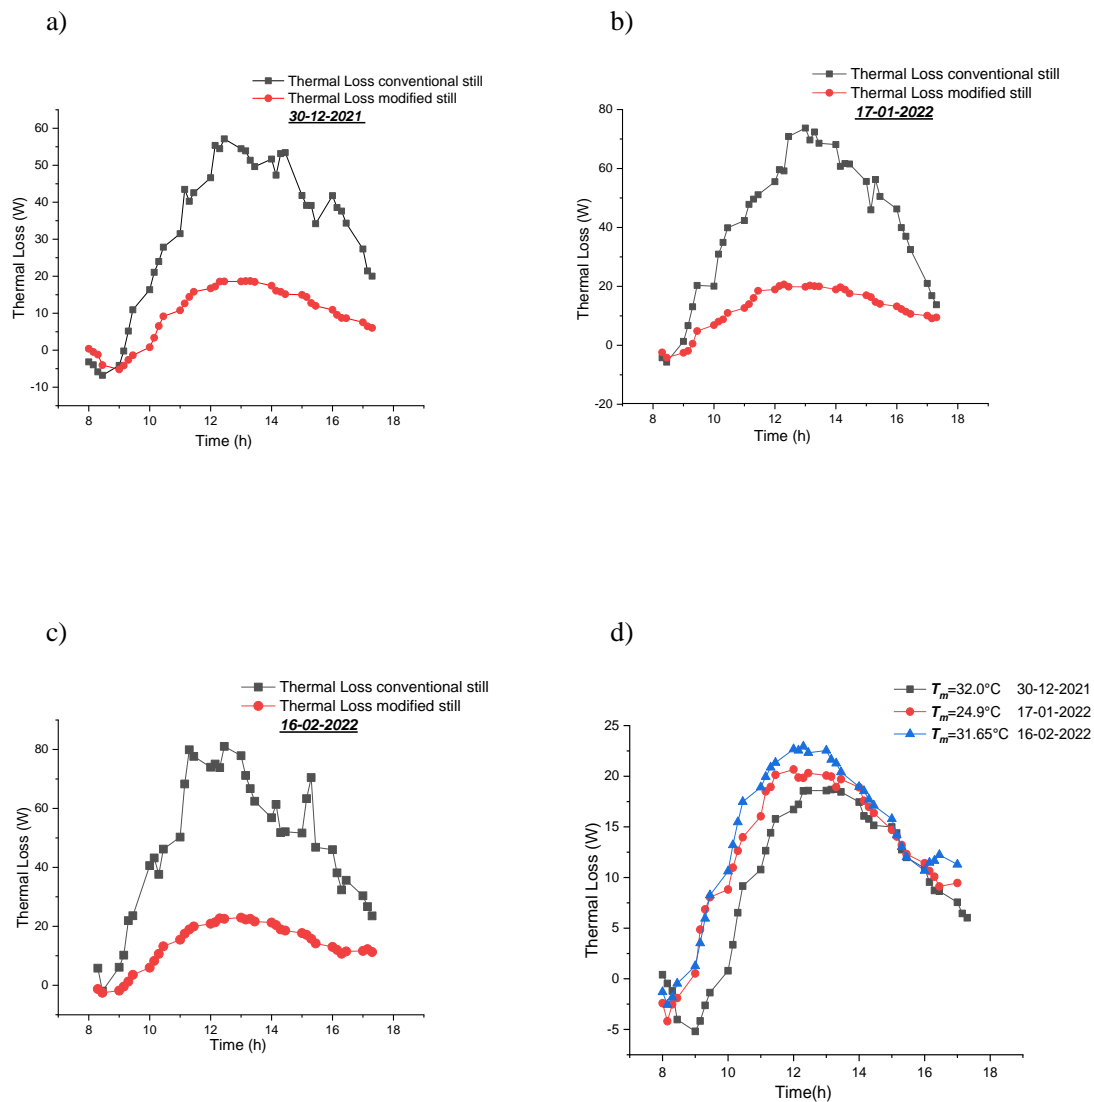 a)
Thermal Loss conventional still
Thermal Loss modified still
30-12-2021
60
50
40
30
20
10
0
-10
Thermal Loss (W)
8 10 12 14 16 18
Time (h)
b)
Thermal Loss conventional still
Thermal Loss modified still
17-01-2022
80
60
40
20
0
-20
Thermal Loss (W)
8 10 12 14 16 18
Time (h)
c)
Thermal Loss conventional still
Thermal Loss modified still
16-02-2022
80
60
40
20
0
Thermal Loss (W)
8 10 12 14 16 18
Time (h)
d)
Tm=32.0°C 30-12-2021
Tm=24.9°C 17-01-2022
Tm=31.65°C 16-02-2022
25
20
15
10
5
0
-5
Thermal Loss (W)
8 10 12 14 16 18
Time(h)